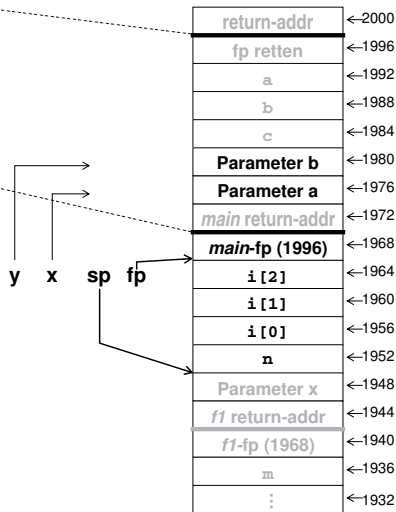 return-addr ←2000
fp retten ←1996
a ←1992
b ←1988
c ←1984
Parameter b ←1980
Parameter a ←1976
main return-addr ←1972
main-fp (1996) ←1968
y x sp fp
i[2] ←1964
i[1] ←1960
i[0] ←1956
n ←1952
Parameter x ←1948
f1 return-addr ←1944
f1-fp (1968) ←1940
m ←1936
⋮ ←1932